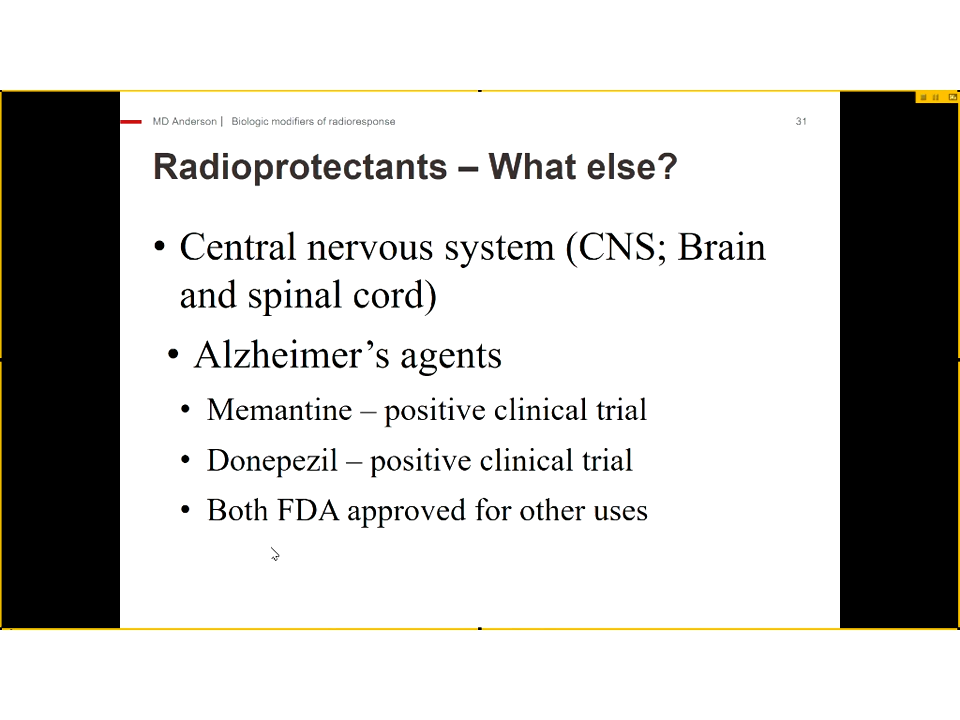 MD Anderson | Biologic modifiers of radioresponse 31
Radioprotectants – What else?
• Central nervous system (CNS; Brain
and spinal cord)
• Alzheimer’s agents
• Memantine – positive clinical trial
• Donepezil – positive clinical trial
• Both FDA approved for other uses